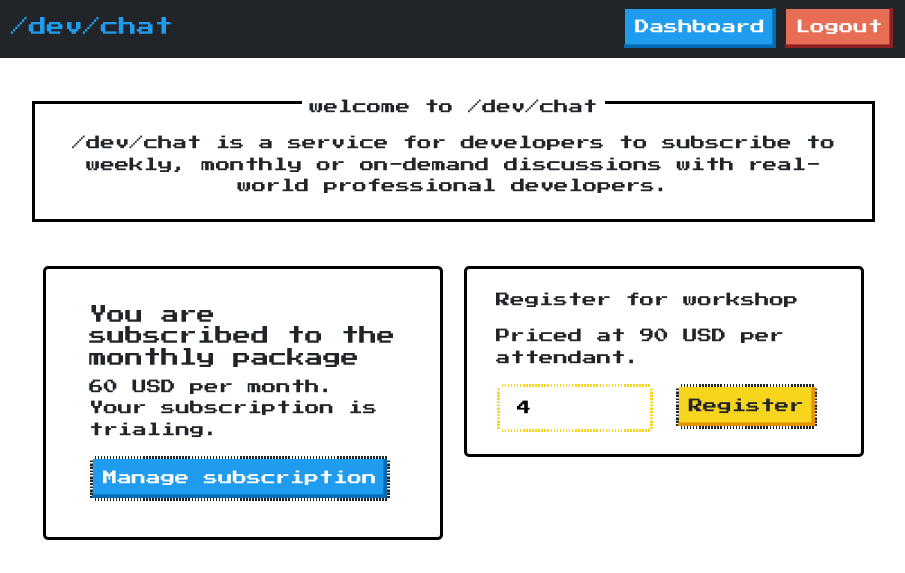 /dev/chat
Dashboard
Logout
welcome to /dev/chat
/dev/chat is a service for developers to subscribe to
weekly, monthly or on-demand discussions with real-
world professional developers.
You are
subscribed to the
monthly package
60 USD per month.
Your subscription is
trialing.
Manage subscription
Register for workshop
Priced at 90 USD per
attendant.
4
Register